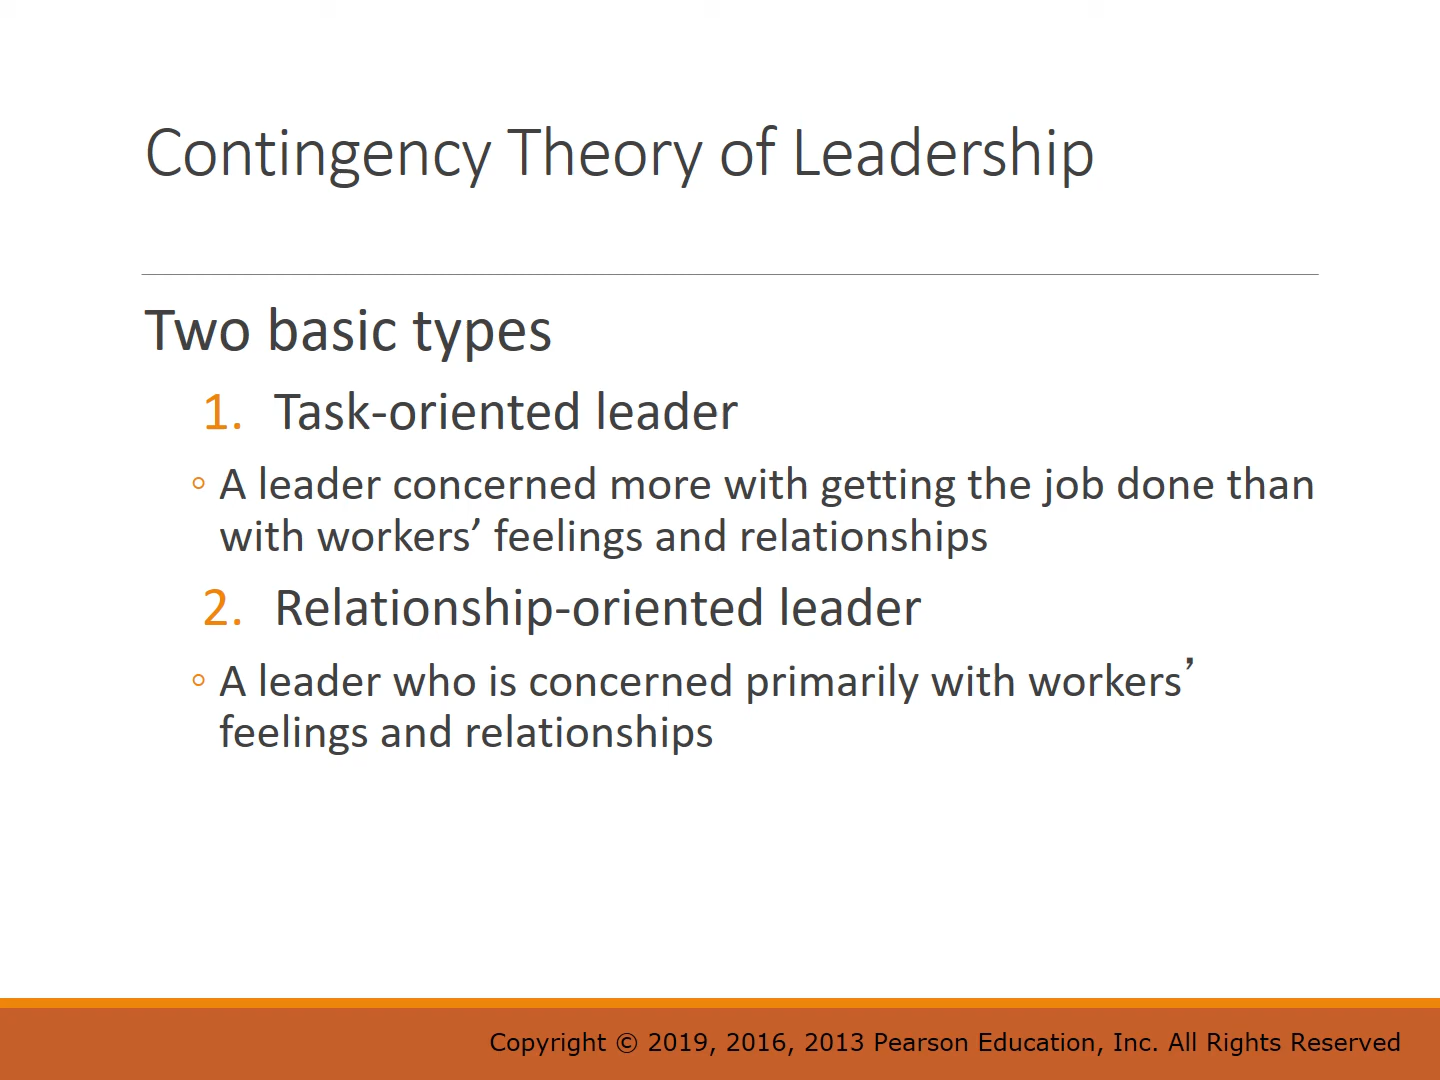 Contingency Theory of Leadership
Two basic types
1. Task-oriented leader
◦ A leader concerned more with getting the job done than
with workers’ feelings and relationships
2. Relationship-oriented leader
◦ A leader who is concerned primarily with workers’
feelings and relationships
Copyright © 2019, 2016, 2013 Pearson Education, Inc. All Rights Reserved